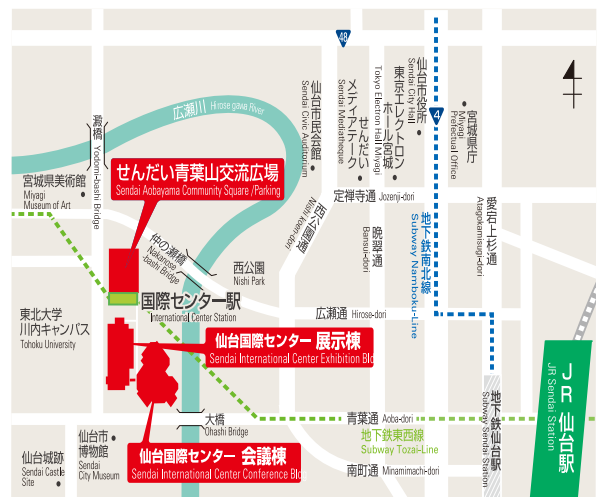 48
広瀬川 Hirose gawa River
澱橋
Yodomi-bashi Bridge
仙台市民会館
Sendai Civic Auditorium
せんだい
メディアテーク
Sendai Mediatheque
東京エレクトロン
ホール宮城
Tokyo Electron Hall Miyagi
仙台市役所
Sendai City Hall
4
宮城県庁
Miyagi
Prefectual Office
せんだい青葉山交流広場
Sendai Aobayama Community Square /Parking
宮城県美術館
Miyagi
Museum of Art
定禅寺通 Jozenji-dori
西公園通
Nishi koen-dori
晩翠通
Bansui-dori
地下鉄南北線
Subway Namboku-Line
愛宕上杉通
Atagokamisugi-dori
仲の瀬橋
Nakanose
-bashi Bridge
西公園
Nishi Park
国際センター駅
International Center Station
広瀬通 Hirose-dori
東北大学
川内キャンパス
Tohoku University
仙台国際センター 展示棟
Sendai International Center Exhibition Bld
JR仙台駅
JR Sendai Station
地下鉄仙台駅
Subway Sendai Station
大橋
Ohashi Bridge
青葉通 Aoba-dori
地下鉄東西線
Subway Tozai-Line
仙台市
博物館
Sendai
City Museum
仙台国際センター 会議棟
Sendai International Center Conference Bld
仙台城跡
Sendai Castle
Site
南町通 Minamimachi-dori